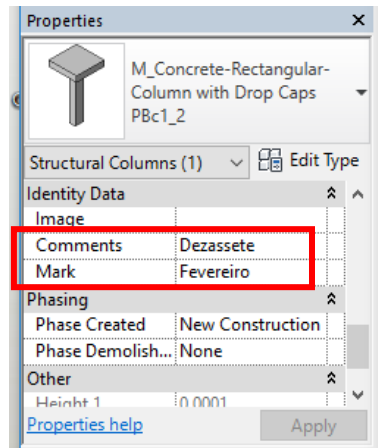 Properties
M_Concrete-Rectangular-
Column with Drop Caps
PBc1_2
Structural Columns (1) Edit Type
Identity Data
Image
Comments Dezassete
Mark Fevereiro
Phasing
Phase Created New Construction
Phase Demolish... None
Other
Height 1 0.0001
Properties help Apply